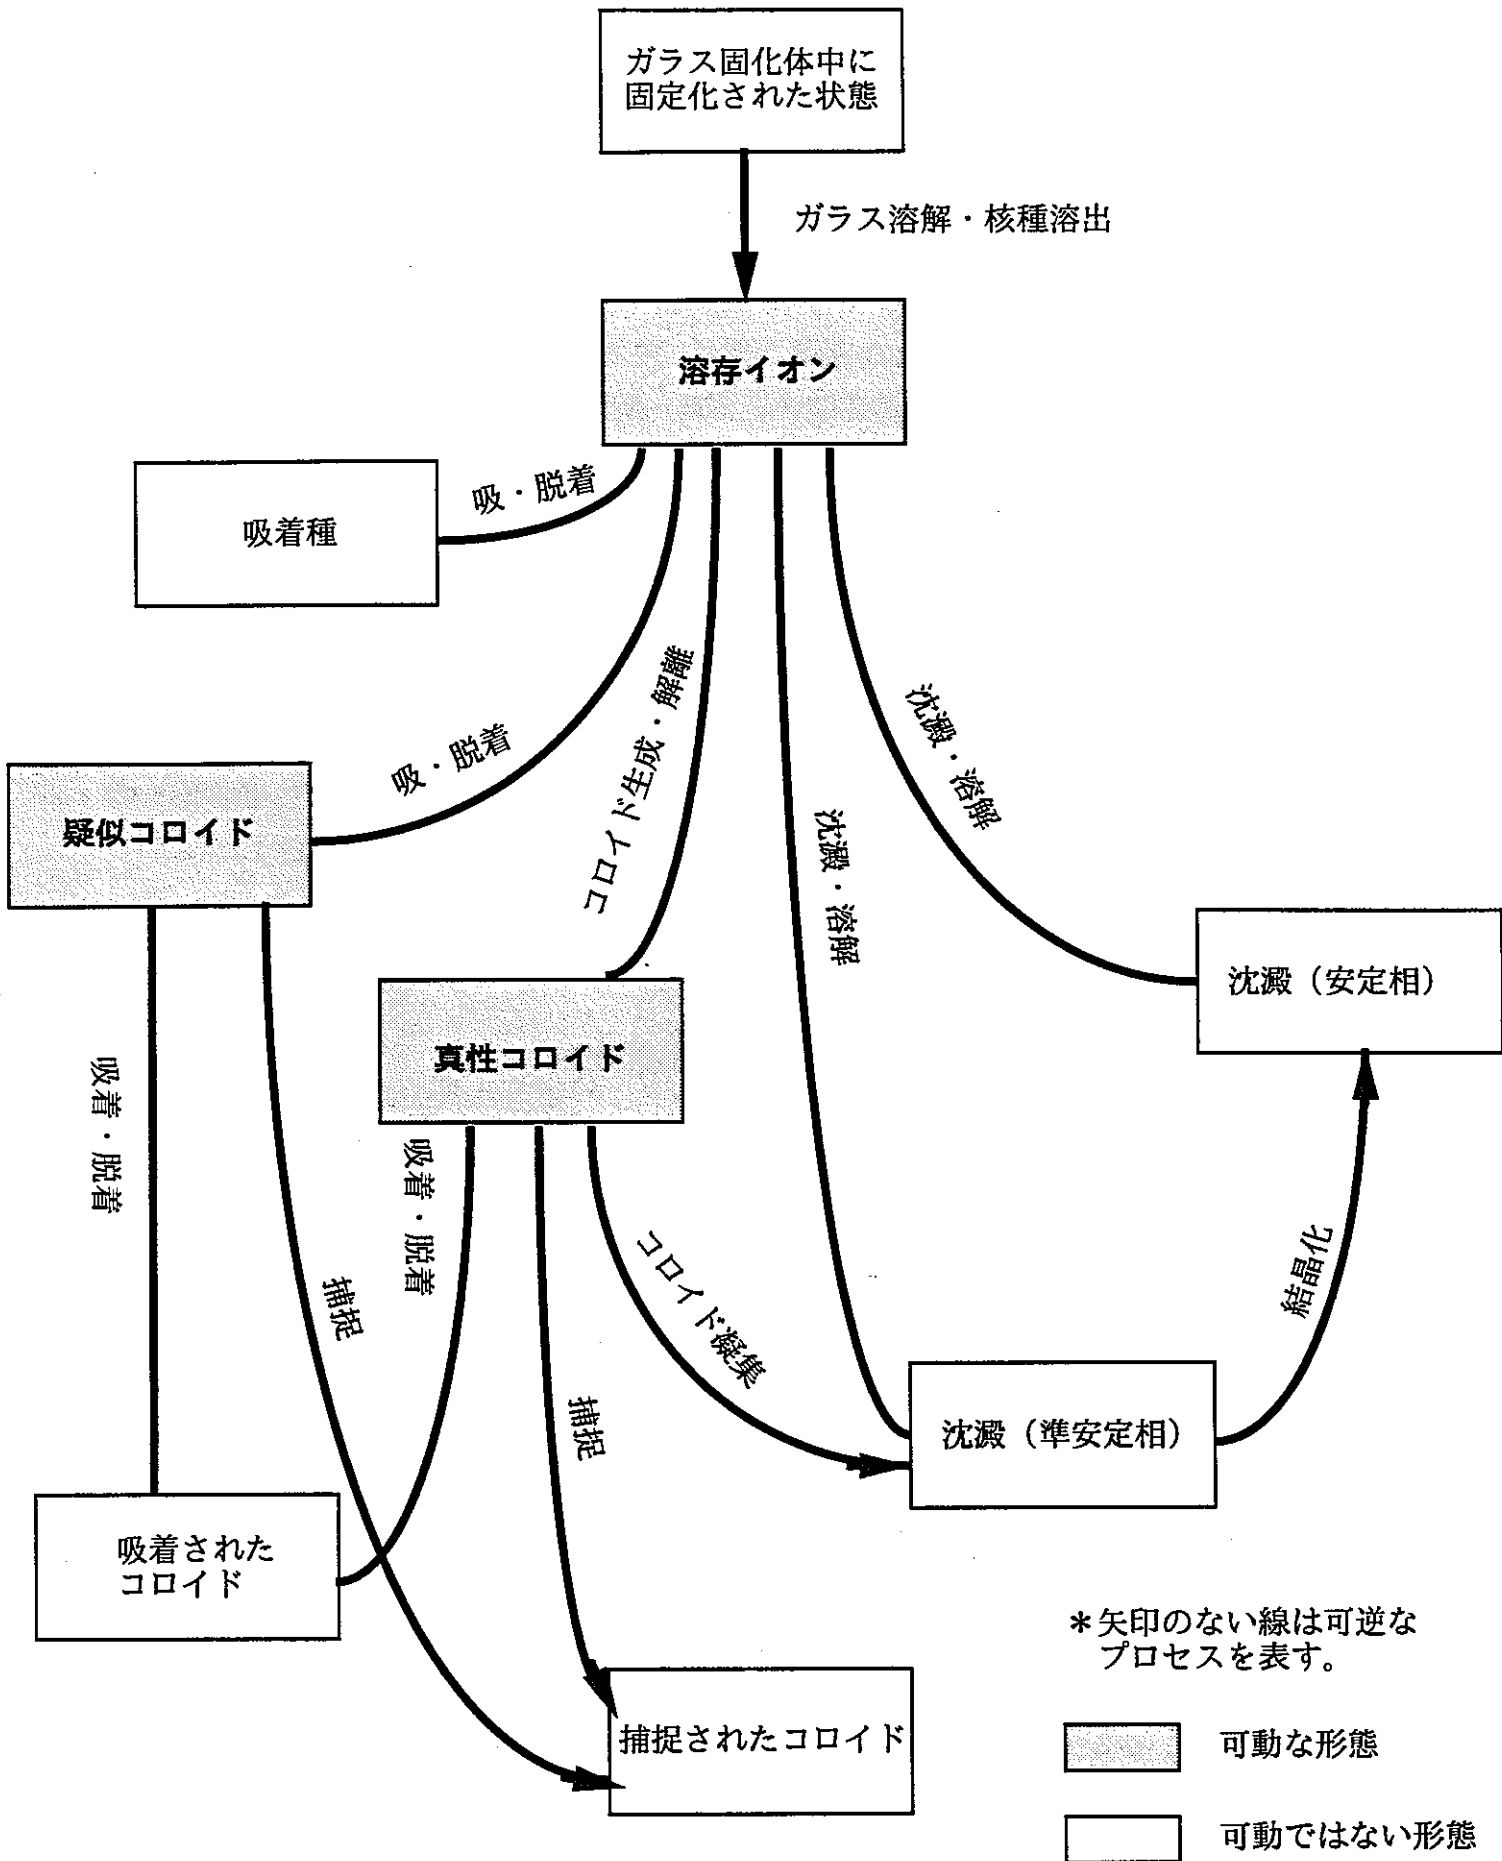 ガラス固化体中に
固定化された状態
ガラス溶解・核種溶出
溶存イオン
吸・脱着
吸着種
吸・脱着
コロイド生成・解離
沈澱・溶解
沈澱・溶解
疑似コロイド
沈澱（安定相）
真性コロイド
吸着・脱着
吸着・脱着
捕捉
コロイド凝集
捕捉
結晶化
沈澱（準安定相）
吸着された
コロイド
捕捉されたコロイド
＊矢印のない線は可逆な
プロセスを表す。
可動な形態
可動ではない形態